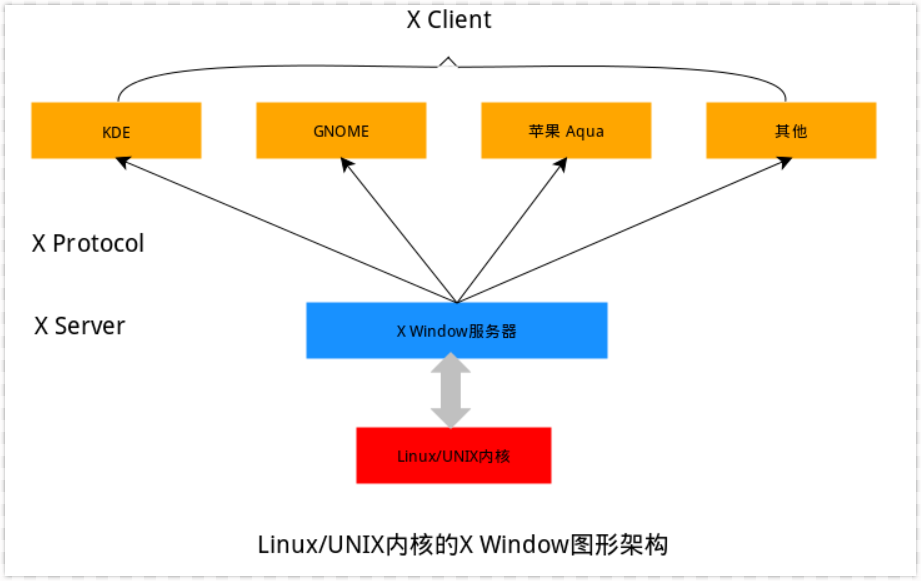 X Client
KDE
GNOME
苹果 Aqua
其他
X Protocol
X Server
X Window服务器
Linux/UNIX内核
Linux/UNIX内核的X Window图形架构